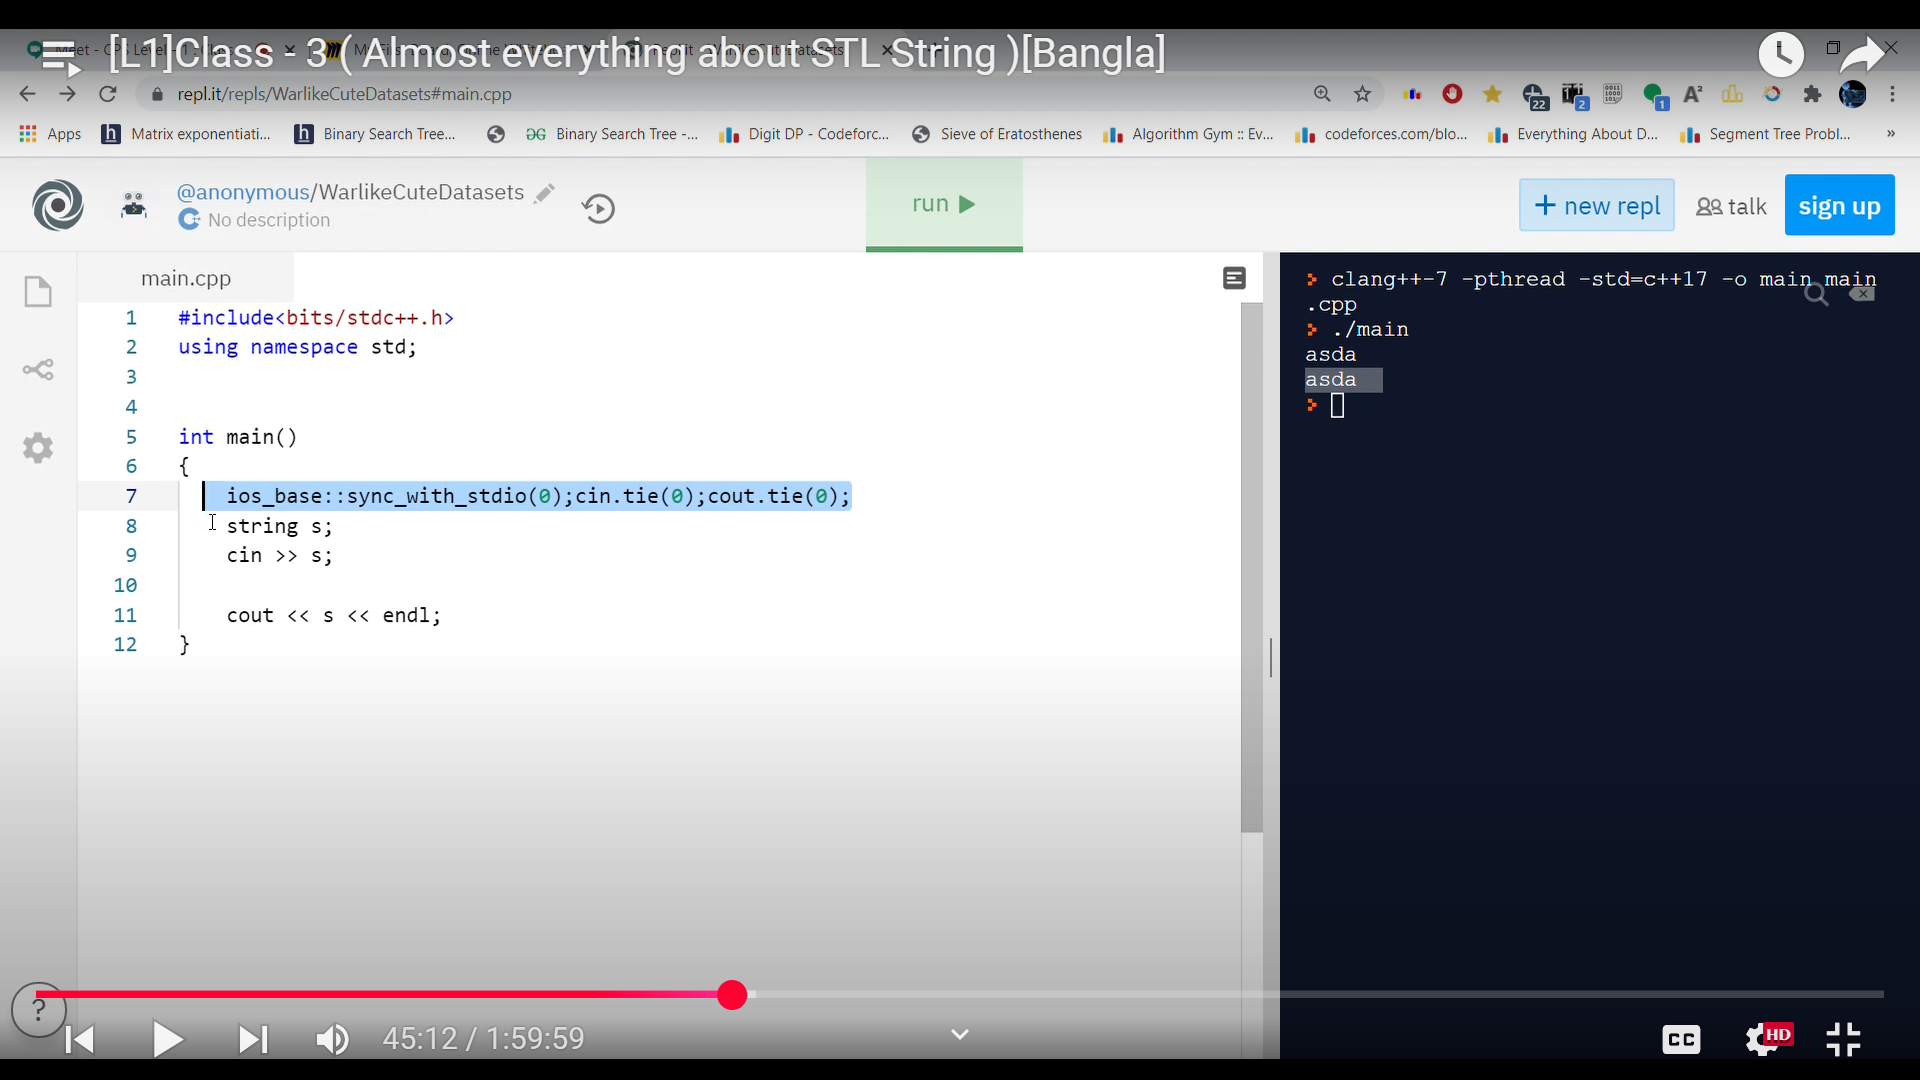 [L1]Class - 3 ( Almost everything about STL String )[Bangla]
repl.it/repls/WarlikeCuteDatasets#main.cpp
22
2
1
Apps
Matrix exponentiati...
Binary Search Tree...
Binary Search Tree -...
Digit DP - Codeforc...
Sieve of Eratosthenes
Algorithm Gym :: Ev...
codeforces.com/blo...
Everything About D...
Segment Tree Probl...
»
@anonymous/WarlikeCuteDatasets
No description
run
+ new repl
talk
sign up
main.cpp
1 #include<bits/stdc++.h>
2 using namespace std;
3
4
5 int main()
6 {
7 ios_base::sync_with_stdio(0);cin.tie(0);cout.tie(0);
8 string s;
9 cin >> s;
10
11 cout << s << endl;
12 }
> clang++-7 -pthread -std=c++17 -o main main
.cpp
> ./main
asda
asda
>
?
45:12 / 1:59:59
CC
HD